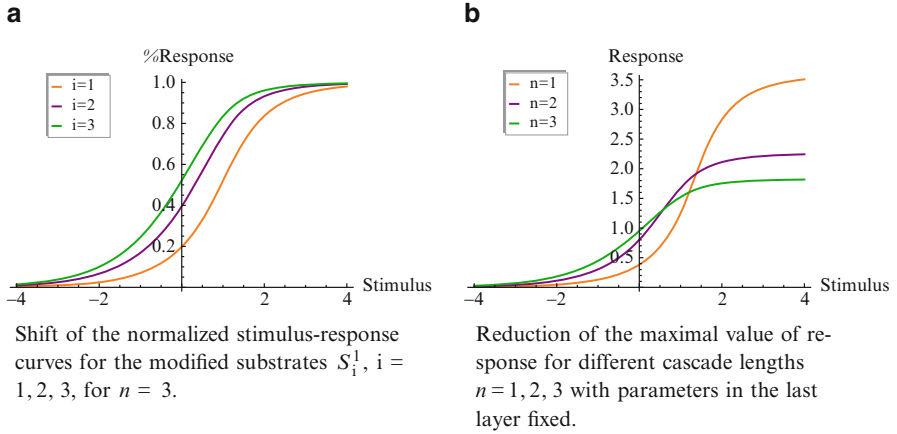 a
%Response
i=1
i=2
i=3
1.0
0.8
0.6
0.4
0.2
−4
−2
2
4
Stimulus
Shift of the normalized stimulus-response
curves for the modified substrates S_i^1, i =
1, 2, 3, for n = 3.
b
Response
n=1
n=2
n=3
3.5
3.0
2.5
2.0
1.5
1.0
0.5
−4
−2
2
4
Stimulus
Reduction of the maximal value of re-
sponse for different cascade lengths
n = 1, 2, 3 with parameters in the last
layer fixed.